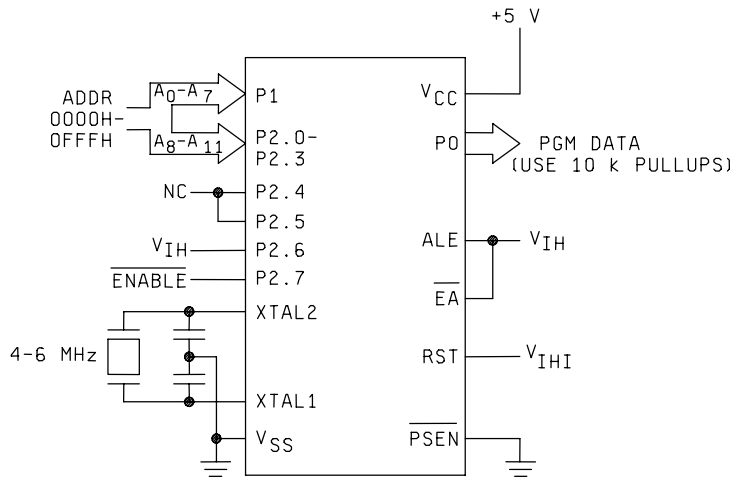 +5 V
ADDR
0000H-
0FFFH
A0-A7
A8-A11
P1
P2.0-
P2.3
NC
P2.4
P2.5
VIH
P2.6
ENABLE
P2.7
XTAL2
4-6 MHz
XTAL1
VSS
VCC
P0
PGM DATA
(USE 10 k PULLUPS)
ALE
VIH
EA
RST
VIHI
PSEN